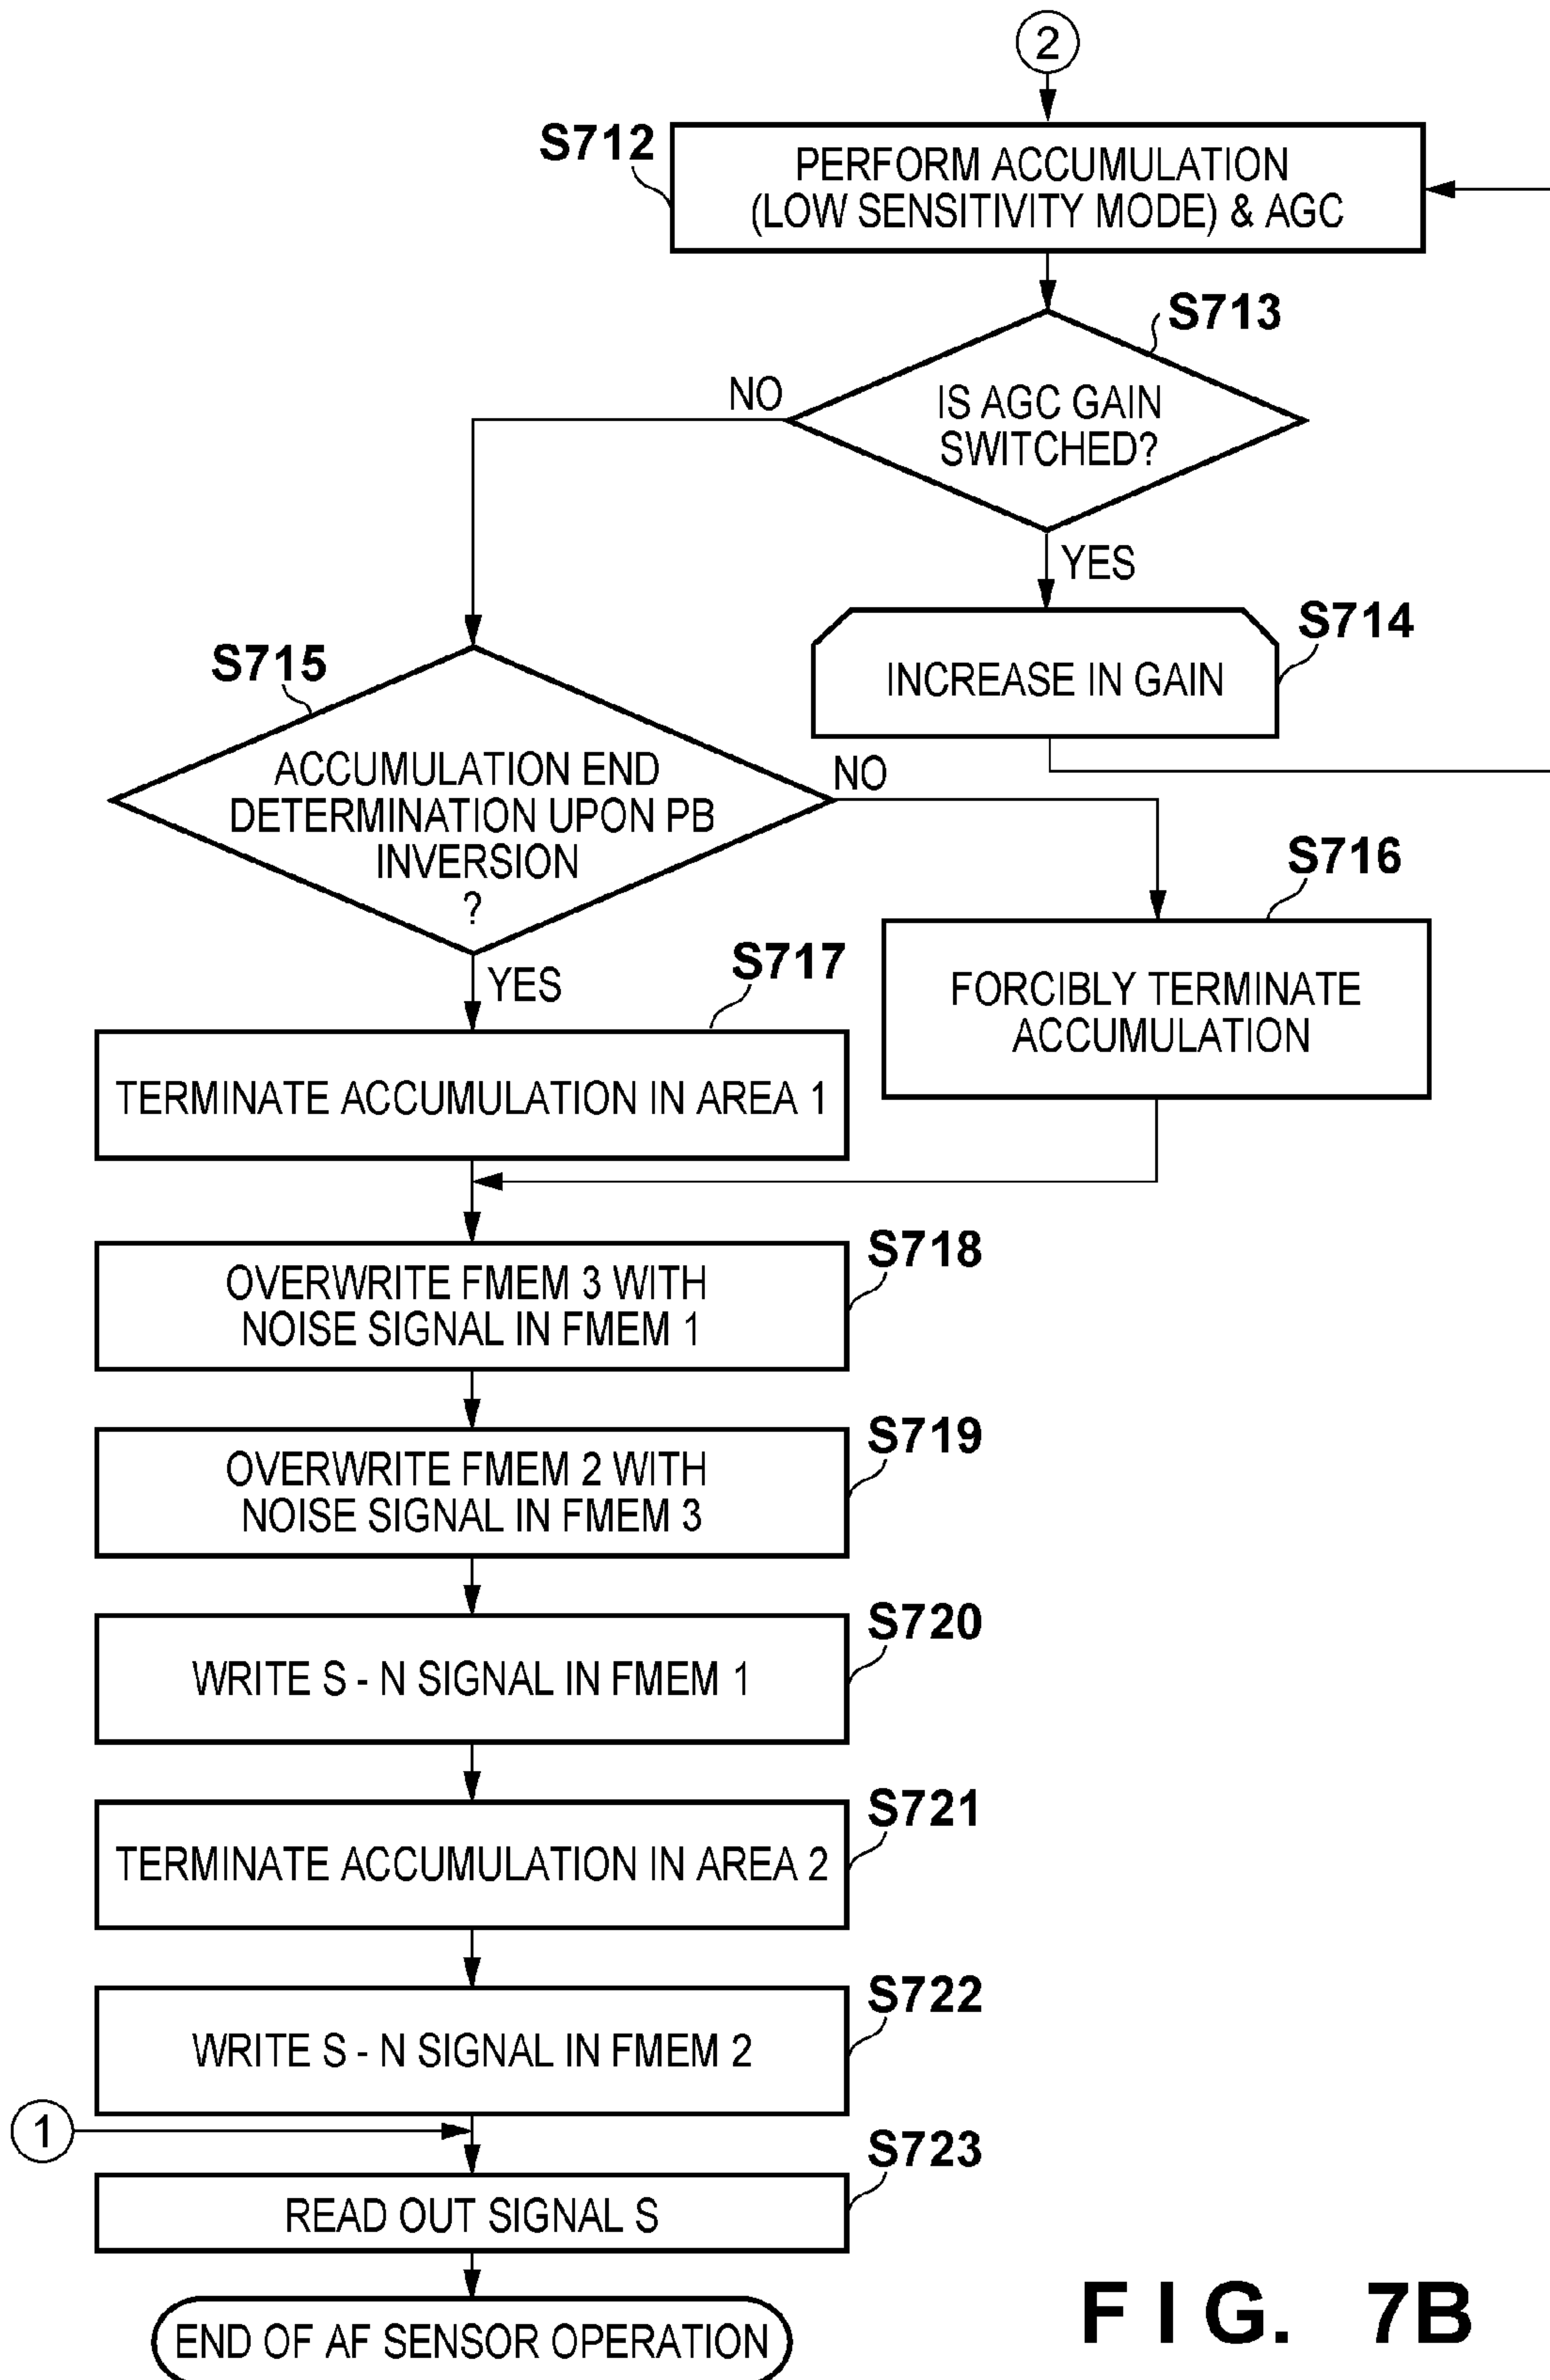 2
S712
PERFORM ACCUMULATION
(LOW SENSITIVITY MODE) & AGC
S713
NO
IS AGC GAIN
SWITCHED?
YES
S714
INCREASE IN GAIN
S715
ACCUMULATION END
DETERMINATION UPON PB
INVERSION
?
NO
S716
FORCIBLY TERMINATE
ACCUMULATION
YES
S717
TERMINATE ACCUMULATION IN AREA 1
S718
OVERWRITE FMEM 3 WITH
NOISE SIGNAL IN FMEM 1
S719
OVERWRITE FMEM 2 WITH
NOISE SIGNAL IN FMEM 3
S720
WRITE S - N SIGNAL IN FMEM 1
S721
TERMINATE ACCUMULATION IN AREA 2
S722
WRITE S - N SIGNAL IN FMEM 2
1
S723
READ OUT SIGNAL S
END OF AF SENSOR OPERATION
FIG. 7B